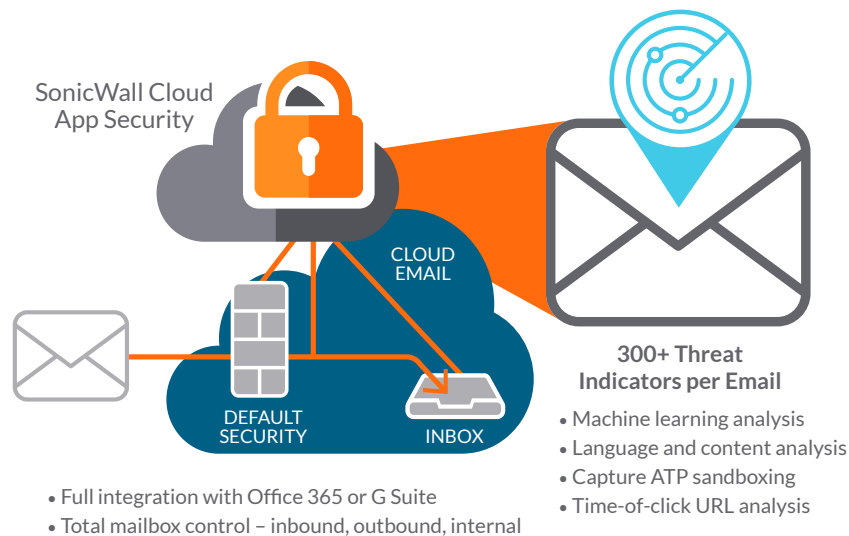 SonicWall Cloud
App Security
CLOUD
EMAIL
DEFAULT
SECURITY
INBOX
• Full integration with Office 365 or G Suite
• Total mailbox control – inbound, outbound, internal
300+ Threat
Indicators per Email
• Machine learning analysis
• Language and content analysis
• Capture ATP sandboxing
• Time-of-click URL analysis